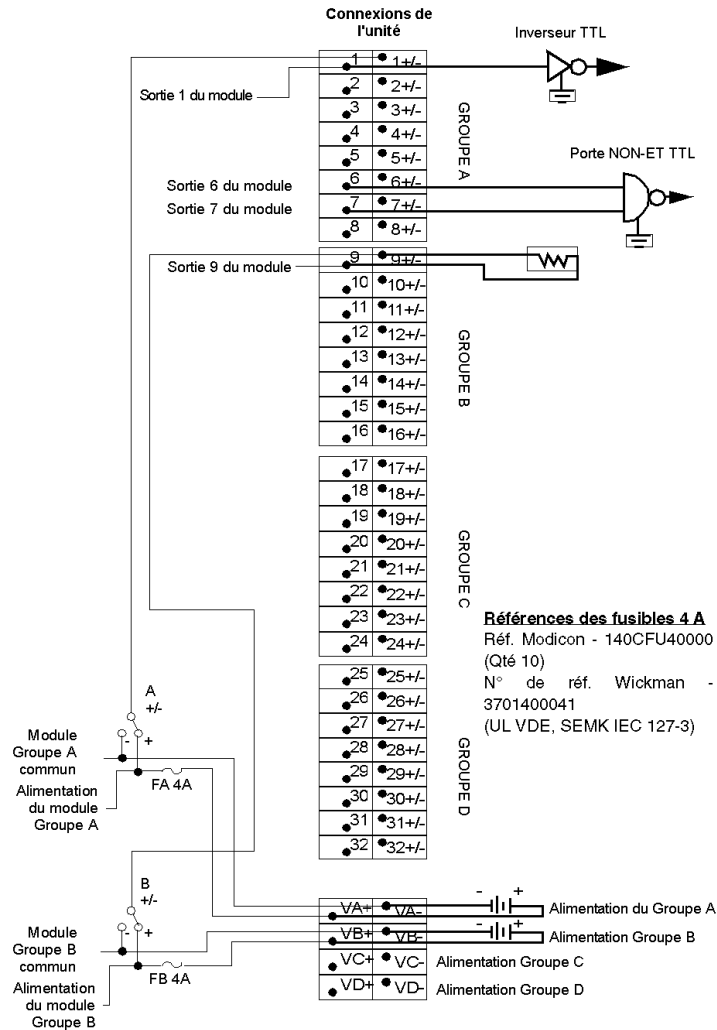 Connexions de
l'unité
Inverseur TTL
1 1+/-
2 2+/-
Sortie 1 du module
3 3+/-
4 4+/-
5 5+/-
GROUPE A
Porte NON-ET TTL
Sortie 6 du module
6 6+/-
Sortie 7 du module
7 7+/-
8 8+/-
Sortie 9 du module
9 9+/-
10 10+/-
11 11+/-
12 12+/-
13 13+/-
14 14+/-
15 15+/-
16 16+/-
GROUPE B
17 17+/-
18 18+/-
19 19+/-
20 20+/-
21 21+/-
22 22+/-
23 23+/-
24 24+/-
GROUPE C
Références des fusibles 4 A
Réf. Modicon - 140CFU40000
(Qté 10)
N° de réf. Wickman -
3701400041
(UL VDE, SEMK IEC 127-3)
25 25+/-
26 26+/-
27 27+/-
28 28+/-
29 29+/-
30 30+/-
31 31+/-
32 32+/-
GROUPE D
A
+/-
- +
Module
Groupe A
commun
Alimentation
du module
Groupe A
FA 4A
B
+/-
- +
Module
Groupe B
commun
Alimentation
du module
Groupe B
FB 4A
- +
VA+ VA- Alimentation du Groupe A
- +
VB+ VB- Alimentation Groupe B
VC+ VC- Alimentation Groupe C
VD+ VD- Alimentation Groupe D